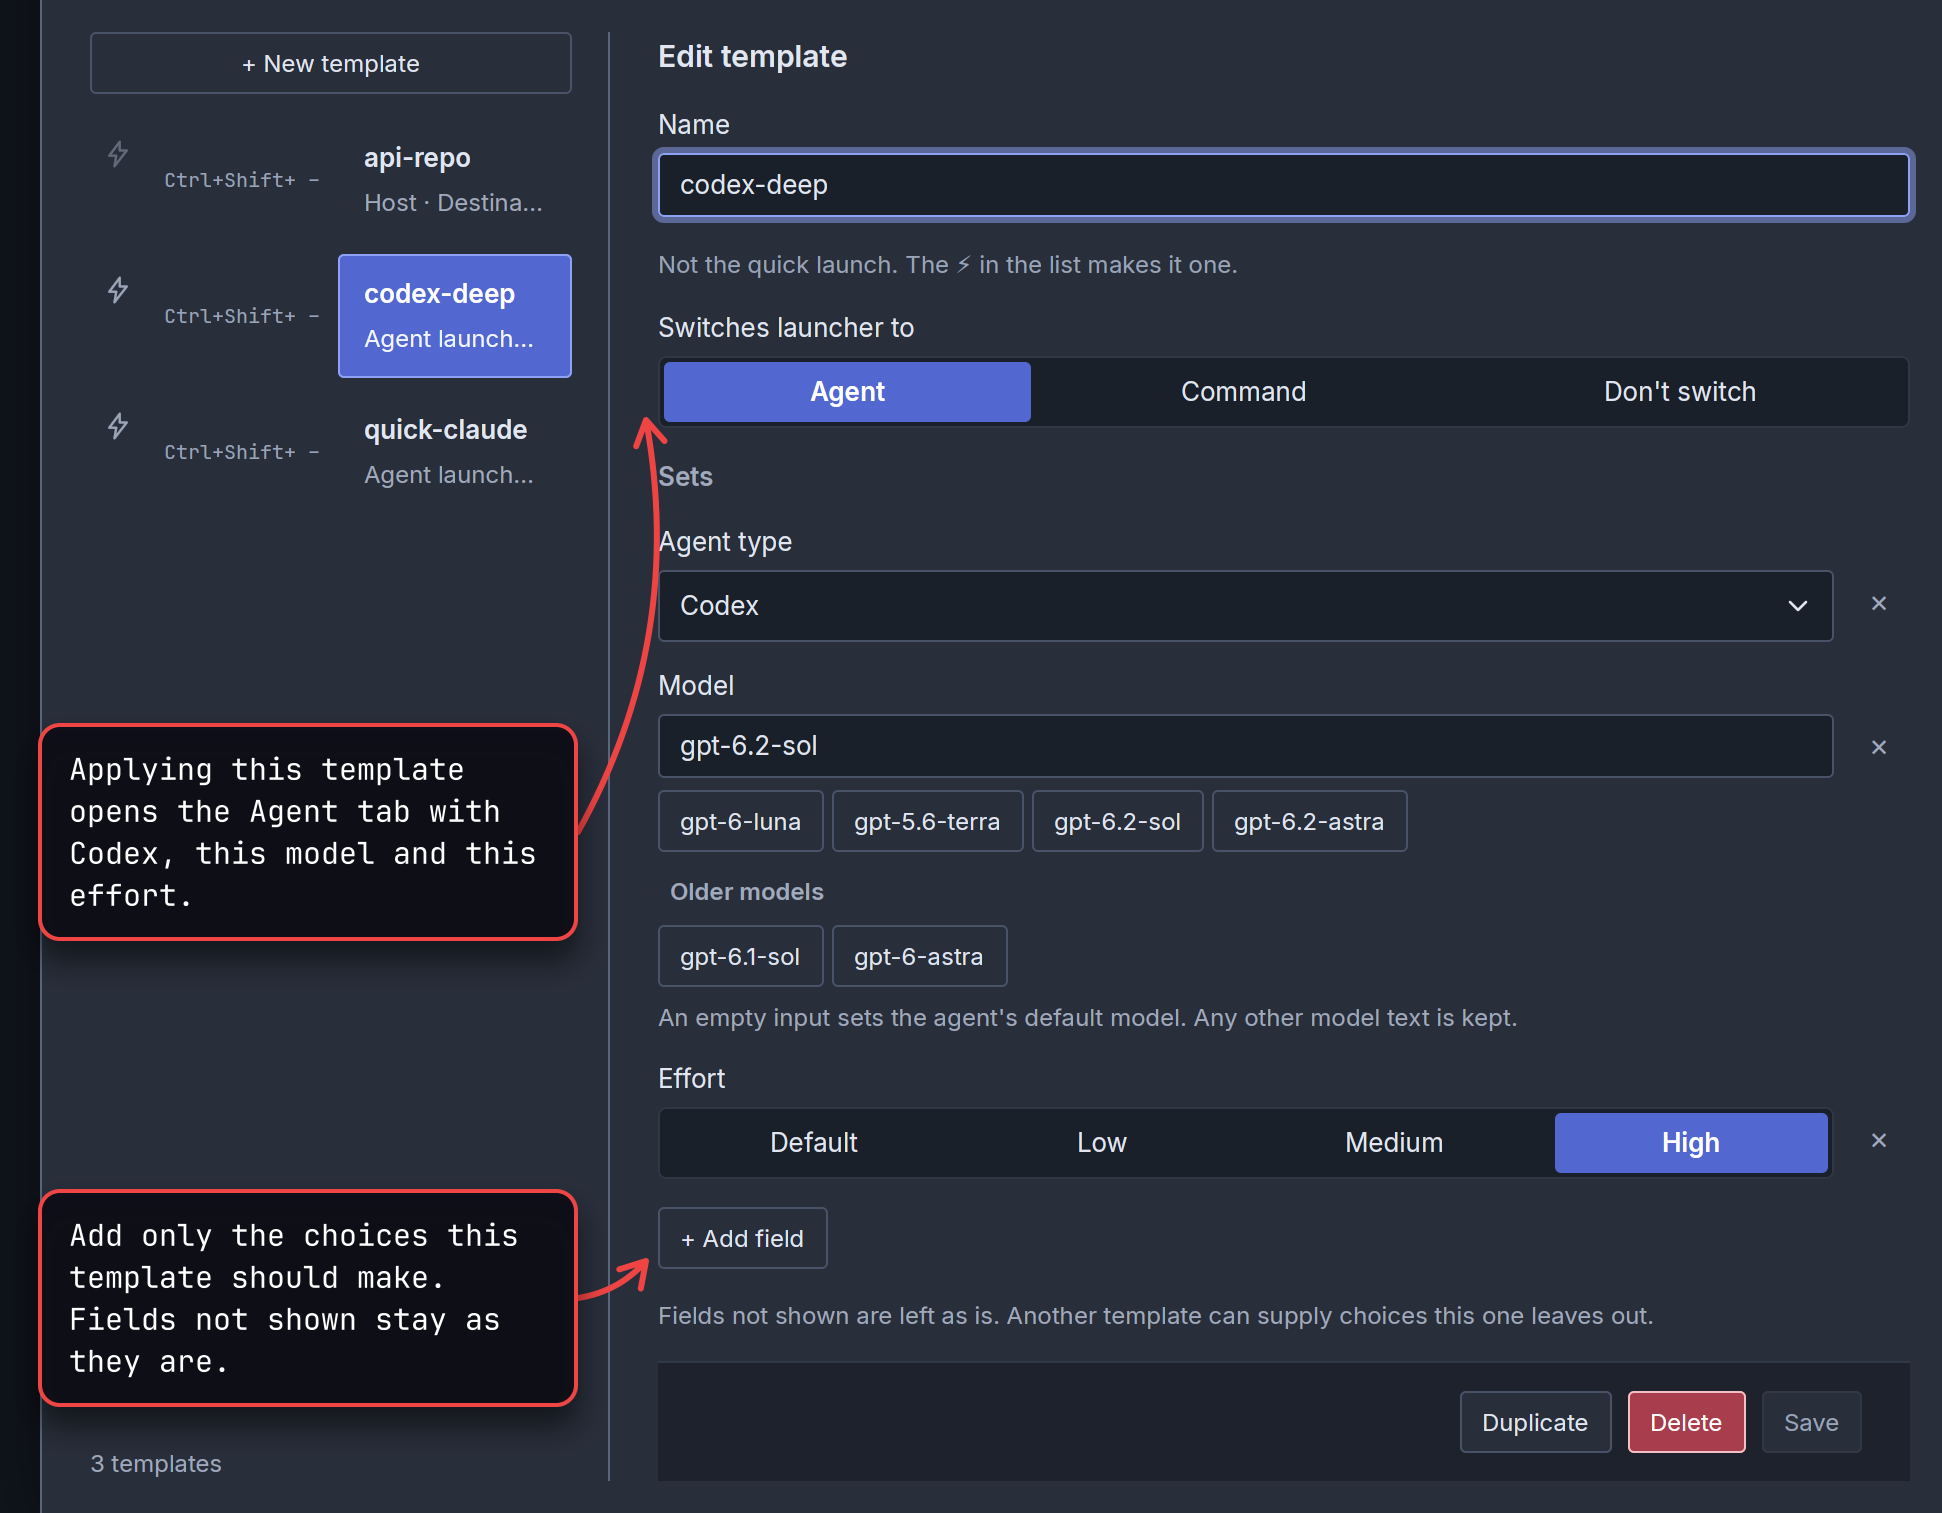 + New template
Ctrl+Shift+ –
api-repo
Host · Destina...
Ctrl+Shift+ –
codex-deep
Agent launch...
Ctrl+Shift+ –
quick-claude
Agent launch...
Applying this template
opens the Agent tab with
Codex, this model and this
effort.
Add only the choices this
template should make.
Fields not shown stay as
they are.
3 templates
Edit template
Name
codex-deep
Not the quick launch. The ⚡ in the list makes it one.
Switches launcher to
Agent Command Don't switch
Sets
Agent type
Codex ×
Model
gpt-6.2-sol ×
gpt-6-luna gpt-5.6-terra gpt-6.2-sol gpt-6.2-astra
Older models
gpt-6.1-sol gpt-6-astra
An empty input sets the agent's default model. Any other model text is kept.
Effort
Default Low Medium High ×
+ Add field
Fields not shown are left as is. Another template can supply choices this one leaves out.
Duplicate Delete Save